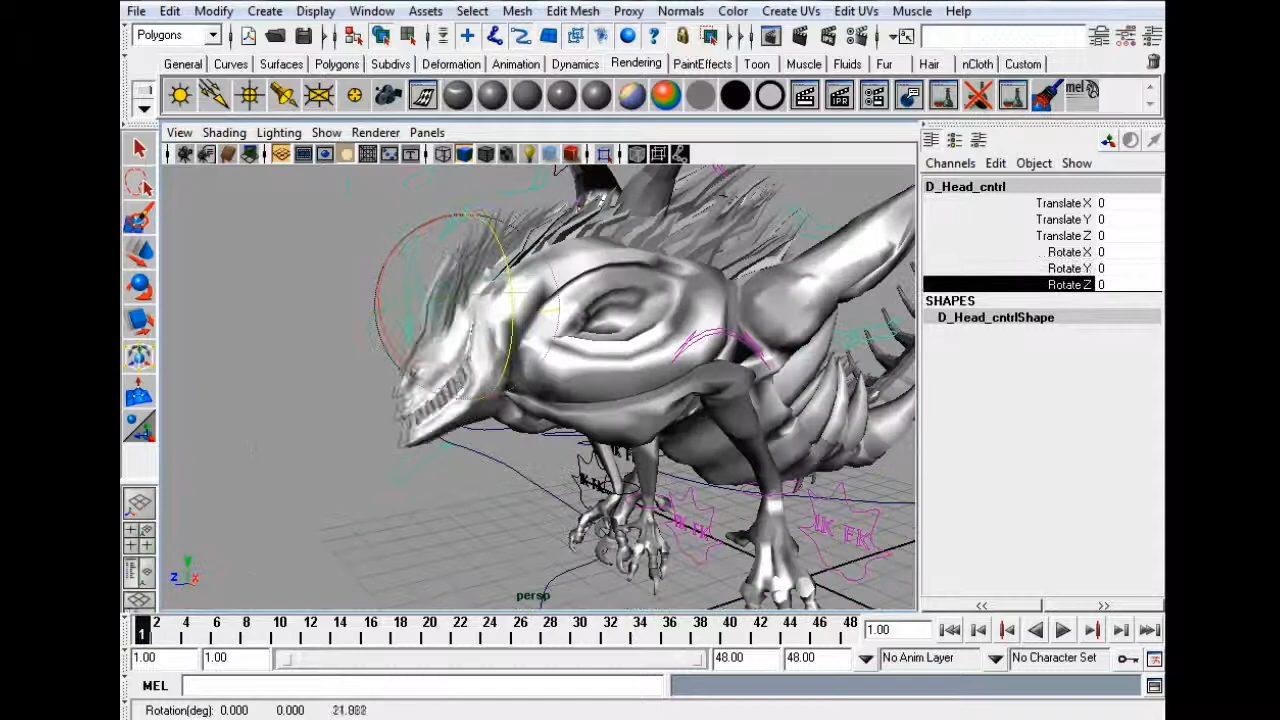 File Edit Modify Create Display Window Assets Select Mesh Edit Mesh Proxy Normals Color Create UVs Edit UVs Muscle Help
Polygons
General Curves Surfaces Polygons Subdivs Deformation Animation Dynamics Rendering PaintEffects Toon Muscle Fluids Fur Hair nCloth Custom
IPR mel
View Shading Lighting Show Renderer Panels
Channels Edit Object Show
D_Head_cntrl
Translate X 0
Translate Y 0
Translate Z 0
Rotate X 0
Rotate Y 0
Rotate Z 0
SHAPES
D_Head_cntrlShape
IK FK
IK FK
IK FK
y
z x
persp
<< >>
1 2 4 6 8 10 12 14 16 18 20 22 24 26 28 30 32 34 36 38 40 42 44 46 48 1.00
1.00 1.00 48.00 48.00 No Anim Layer No Character Set
MEL
Rotation(deg): 0.000 0.000